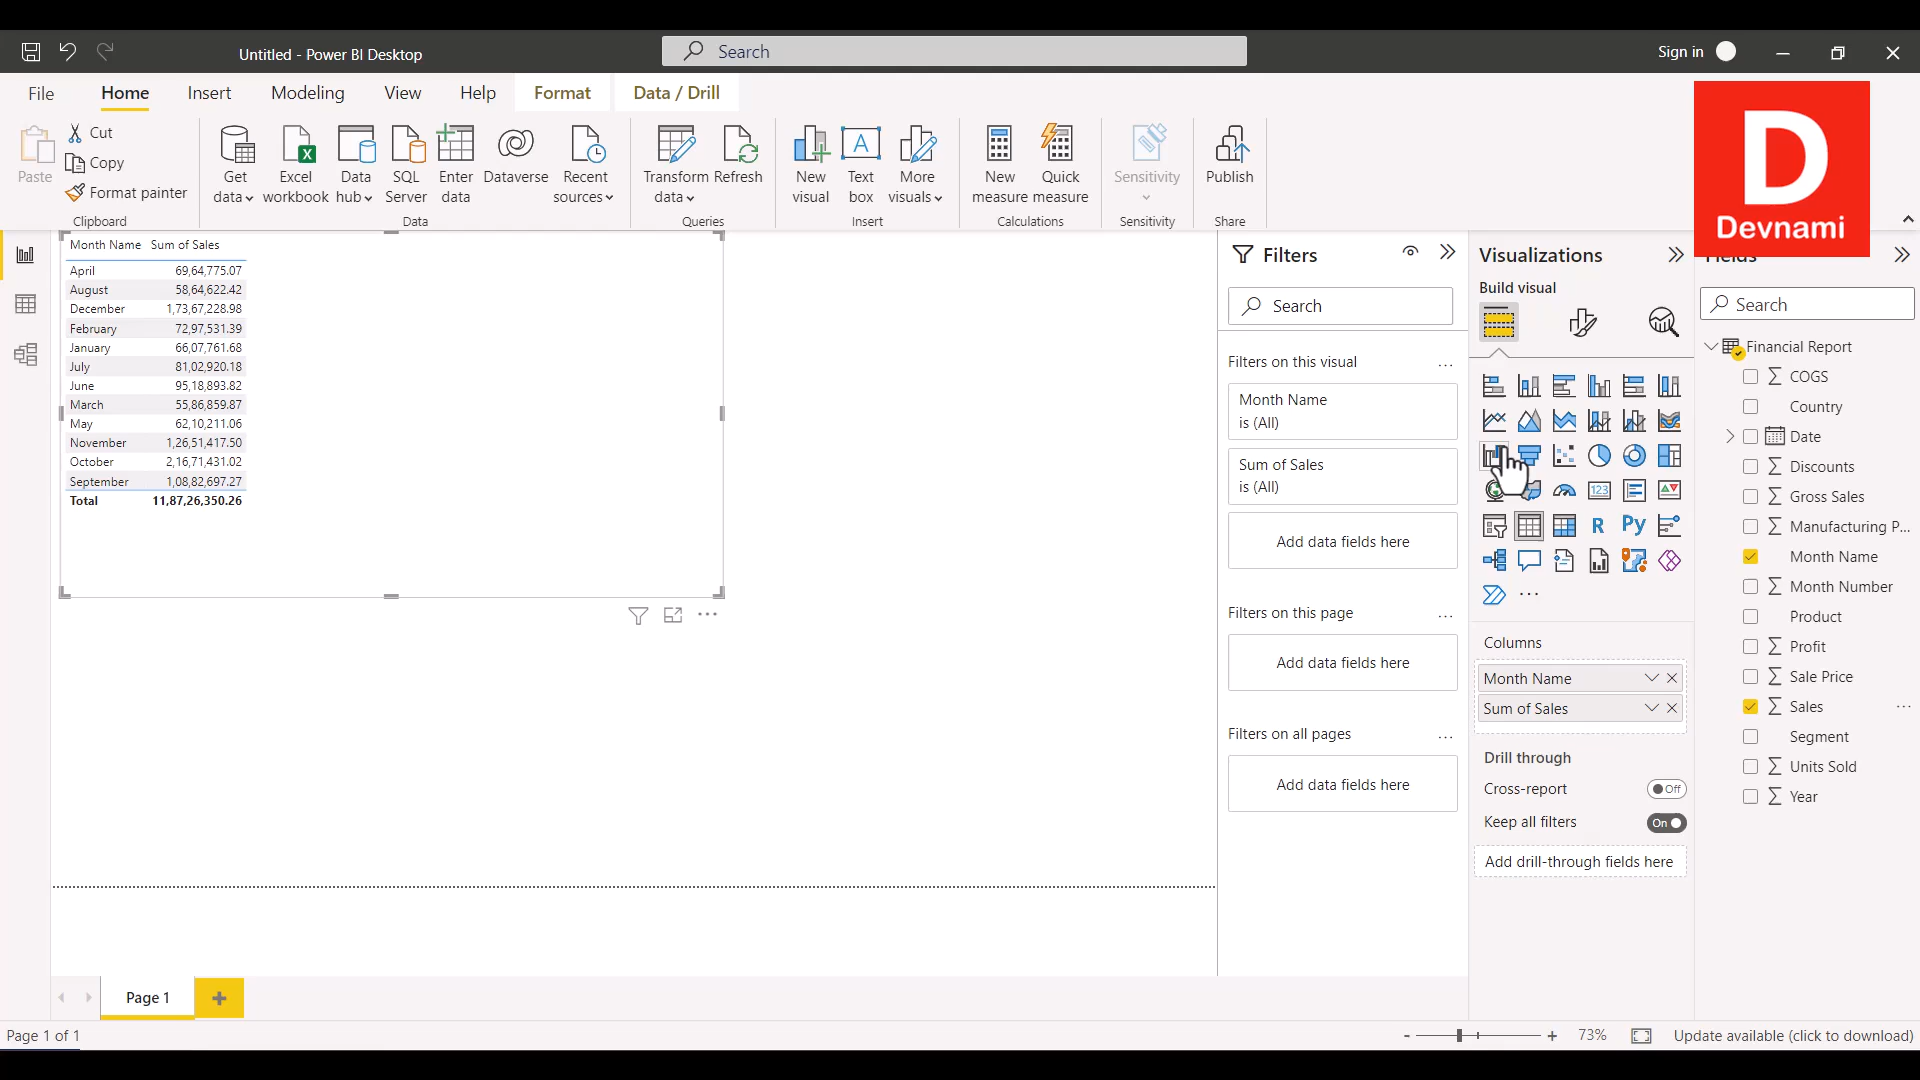 Untitled - Power BI Desktop
Search
Sign in
File
Home
Insert
Modeling
View
Help
Format
Data / Drill
Paste
Cut
Copy
Format painter
Clipboard
Get data
Excel workbook
Data hub
SQL Server
Enter data
Dataverse
Recent sources
Data
Transform data
Refresh
Queries
New visual
Text box
More visuals
Insert
New measure
Quick measure
Calculations
Sensitivity
Sensitivity
Publish
Share
D
Devnami
Month Name Sum of Sales
April 69,64,775.07
August 58,64,622.42
December 1,73,67,228.98
February 72,97,531.39
January 66,07,761.68
July 81,02,920.18
June 95,18,893.82
March 55,86,859.87
May 62,10,211.06
November 1,26,51,417.50
October 2,16,71,431.02
September 1,08,82,697.27
Total 11,87,26,350.26
Filters
Search
Filters on this visual ...
Month Name
is (All)
Sum of Sales
is (All)
Add data fields here
Filters on this page ...
Add data fields here
Filters on all pages ...
Add data fields here
Visualizations
Build visual
123
R
Py
...
Columns
Month Name
Sum of Sales
Drill through
Cross-report Off
Keep all filters On
Add drill-through fields here
Fields
Search
Financial Report
COGS
Country
Date
Discounts
Gross Sales
Manufacturing P...
Month Name
Month Number
Product
Profit
Sale Price
Sales ...
Segment
Units Sold
Year
Page 1
Page 1 of 1
- + 73%
Update available (click to download)